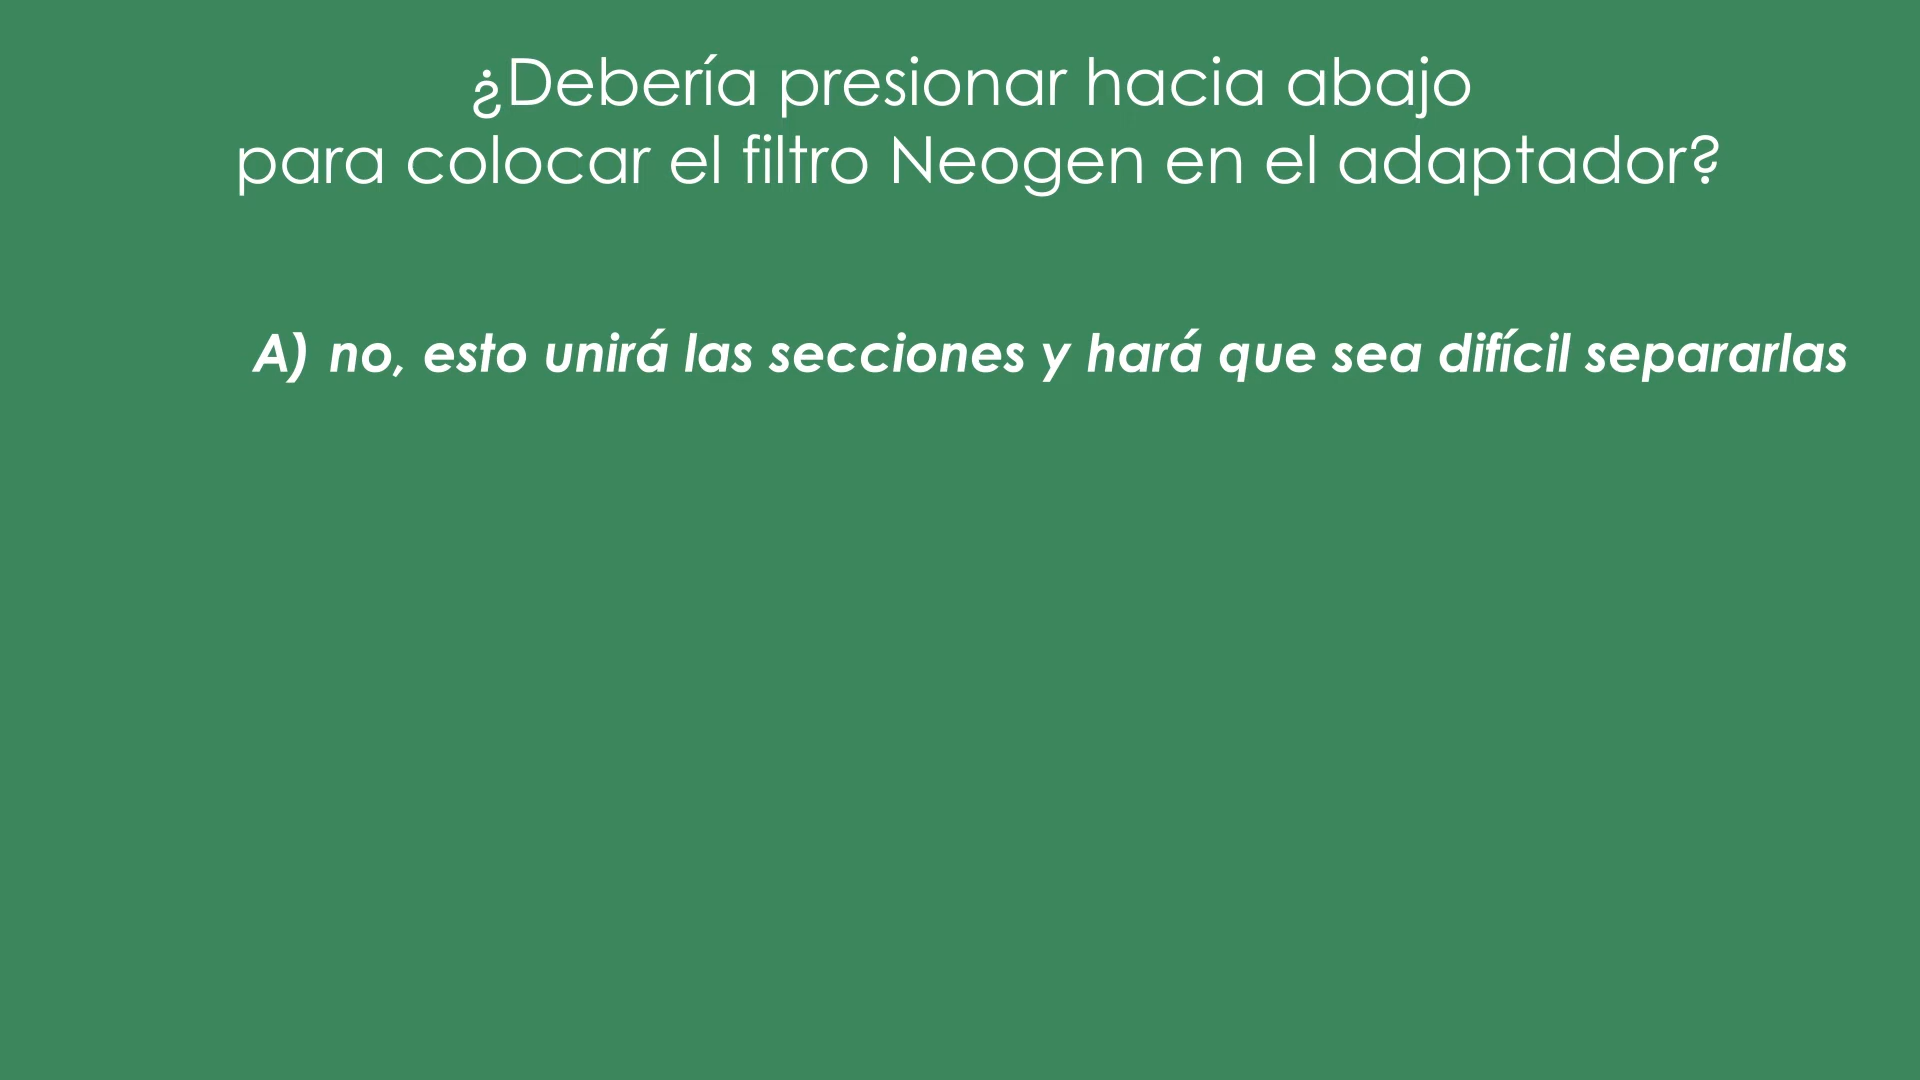 ¿Debería presionar hacia abajo
para colocar el filtro Neogen en el adaptador?
A) no, esto unirá las secciones y hará que sea difícil separarlas